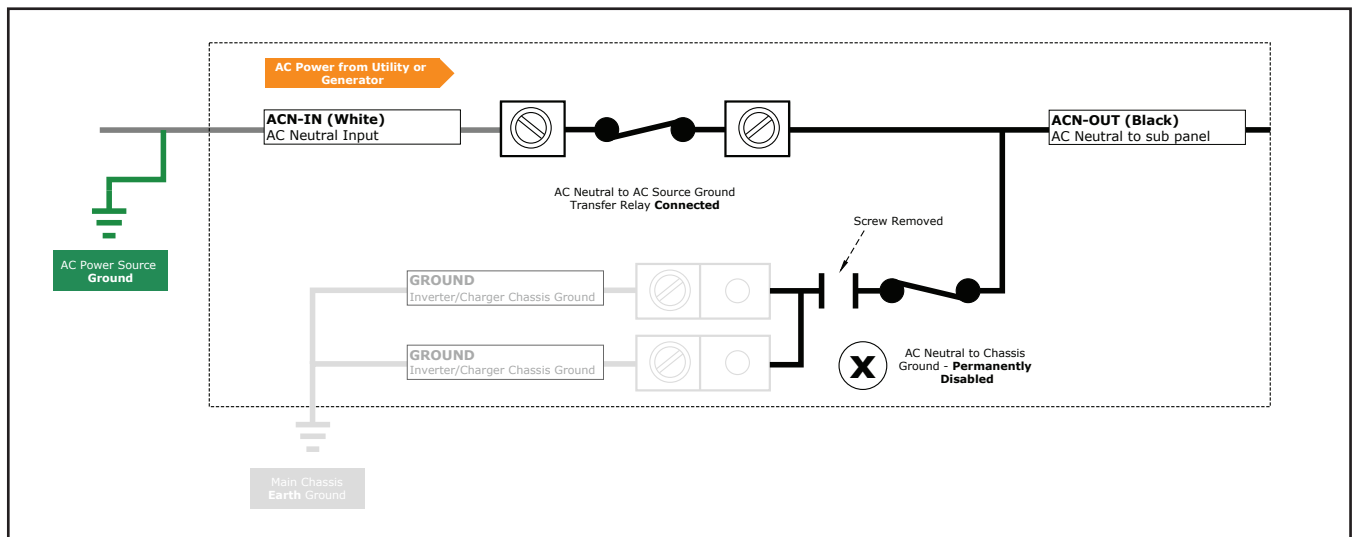 AC Power from Utility or
Generator
ACN-IN (White)
AC Neutral Input
ACN-OUT (Black)
AC Neutral to sub panel
AC Neutral to AC Source Ground
Transfer Relay Connected
Screw Removed
AC Power Source
Ground
GROUND
Inverter/Charger Chassis Ground
GROUND
Inverter/Charger Chassis Ground
X
AC Neutral to Chassis
Ground - Permanently
Disabled
Main Chassis
Earth Ground